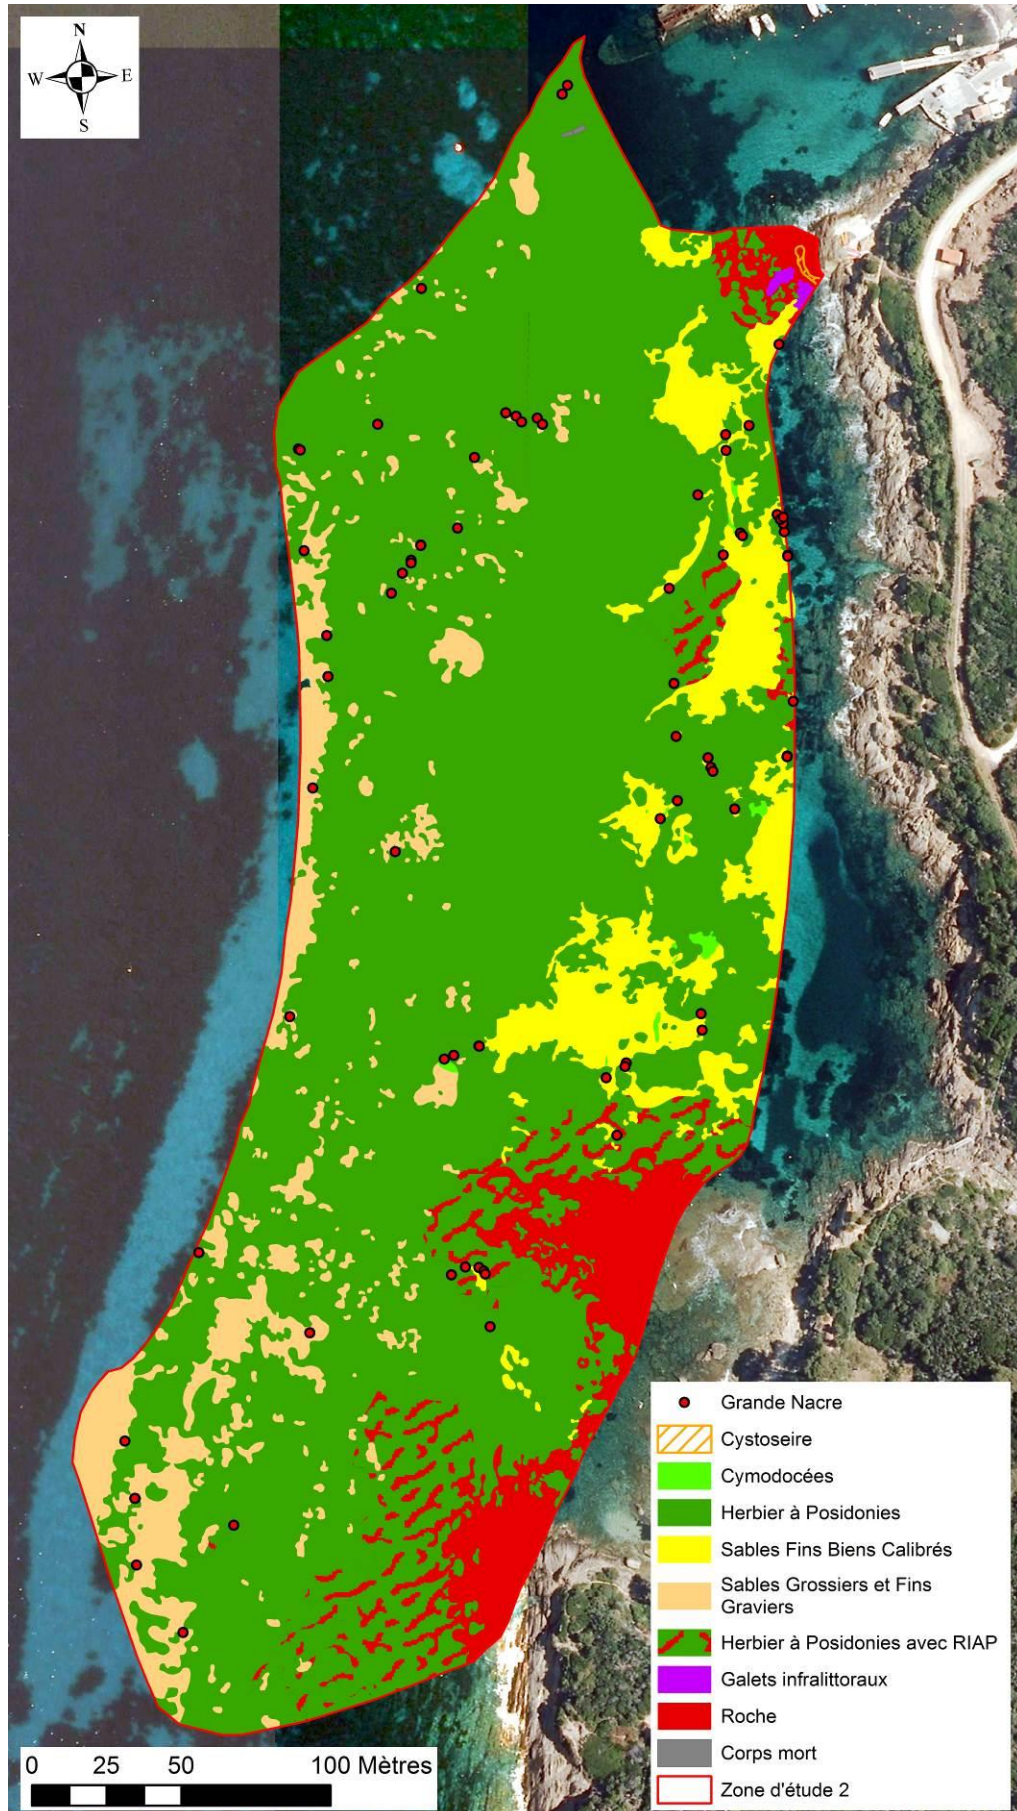 N
W E
S
Grande Nacre
Cystoseire
Cymodocées
Herbier à Posidonies
Sables Fins Biens Calibrés
Sables Grossiers et Fins
Graviers
Herbier à Posidonies avec RIAP
Galets infralittoraux
Roche
Corps mort
Zone d'étude 2
0 25 50 100 Mètres